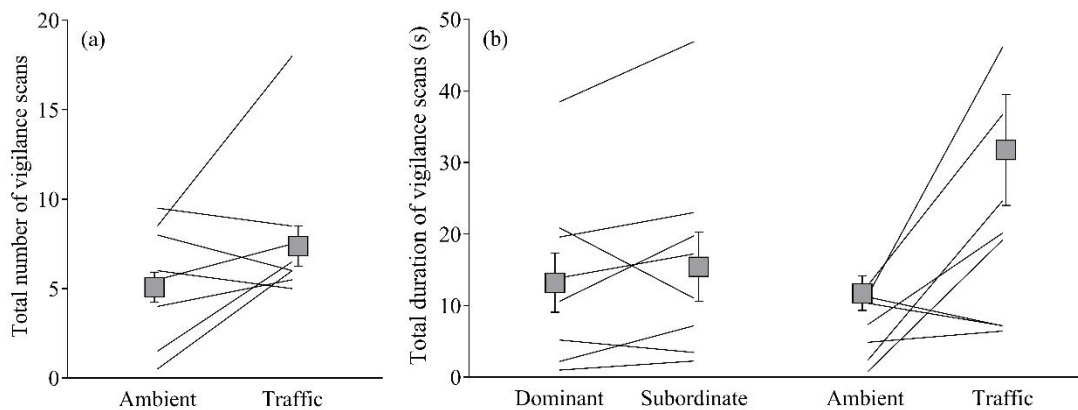 Total number of vigilance scans
(a)
20
15
10
5
0
Ambient Traffic
Total duration of vigilance scans (s)
(b)
50
40
30
20
10
0
Dominant Subordinate Ambient Traffic